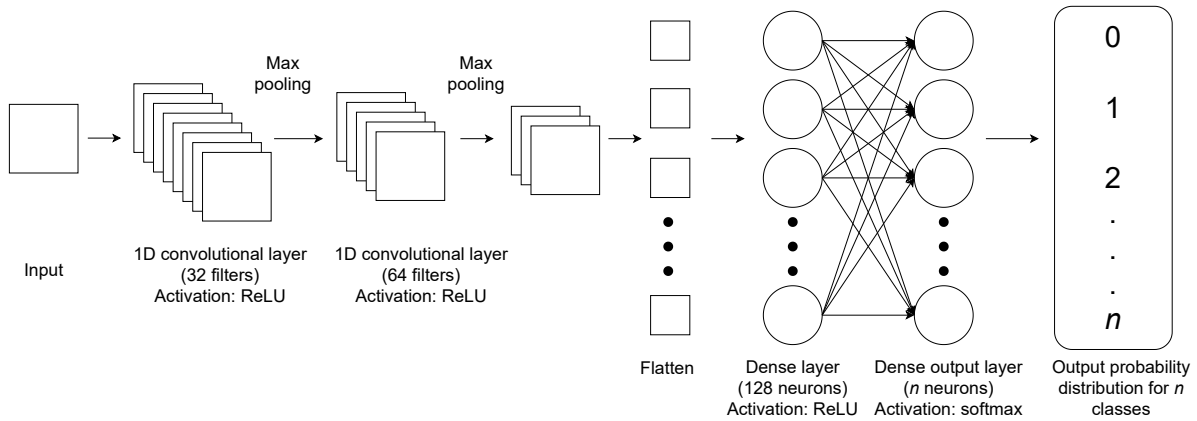 Max
pooling
Max
pooling
Input
1D convolutional layer
(32 filters)
Activation: ReLU
1D convolutional layer
(64 filters)
Activation: ReLU
Flatten
Dense layer
(128 neurons)
Activation: ReLU
Dense output layer
(n neurons)
Activation: softmax
0
1
2
.
.
.
n
Output probability
distribution for n
classes